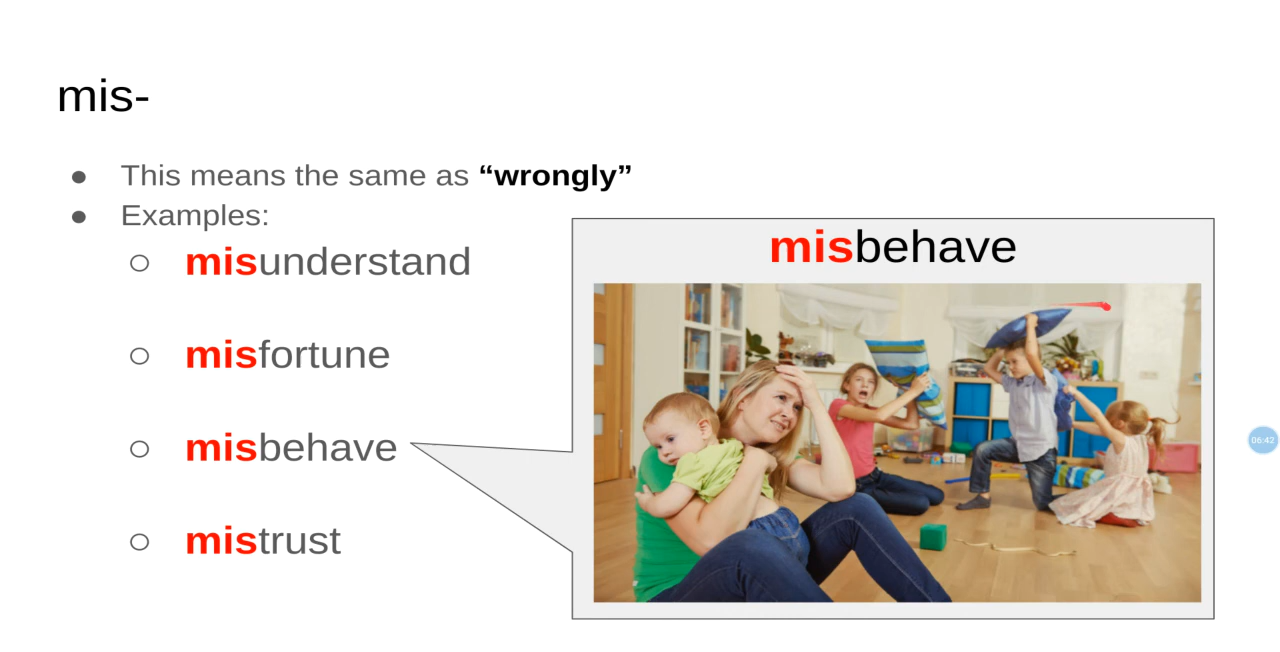 mis-
This means the same as “wrongly”
Examples:
misunderstand
misfortune
misbehave
mistrust
misbehave
06:42